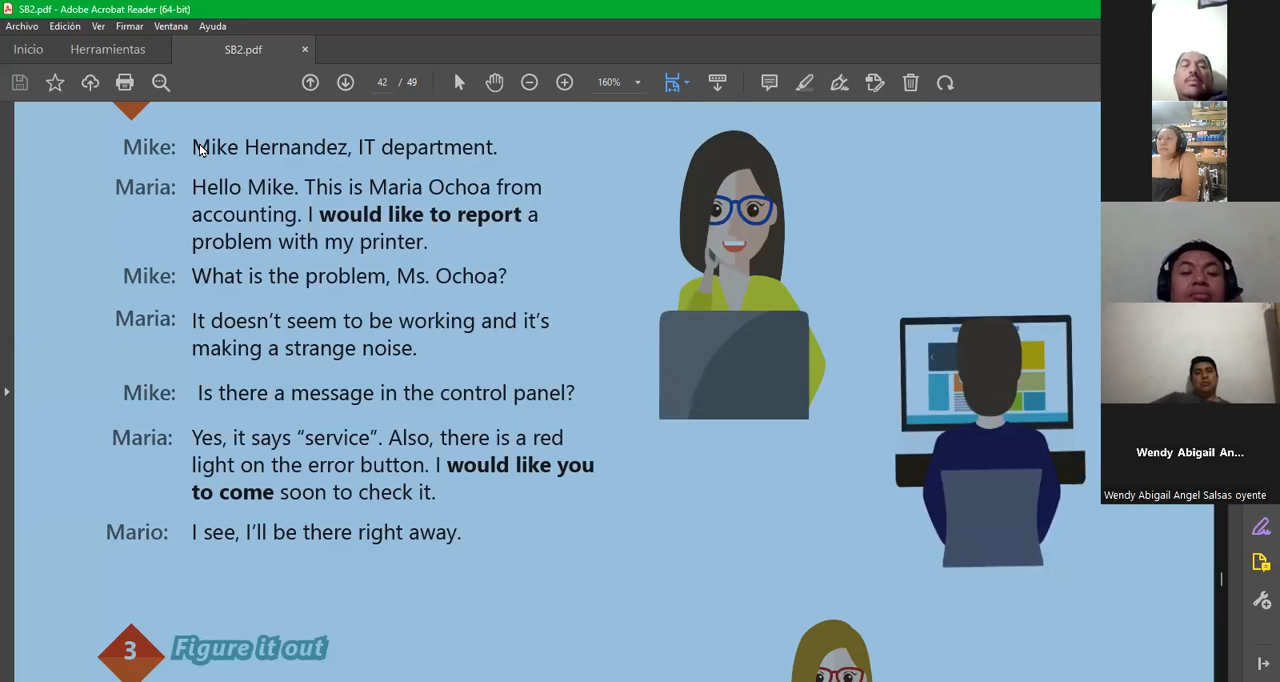 SB2.pdf - Adobe Acrobat Reader (64-bit)
Archivo Edición Ver Firmar Ventana Ayuda
Inicio Herramientas SB2.pdf ×
42 / 49 160%
Mike: Mike Hernandez, IT department.
Maria: Hello Mike. This is Maria Ochoa from
accounting. I would like to report a
problem with my printer.
Mike: What is the problem, Ms. Ochoa?
Maria: It doesn't seem to be working and it's
making a strange noise.
Mike: Is there a message in the control panel?
Maria: Yes, it says “service”. Also, there is a red
light on the error button. I would like you
to come soon to check it.
Mario: I see, I'll be there right away.
3 Figure it out
Wendy Abigail An...
Wendy Abigail Angel Salsas oyente